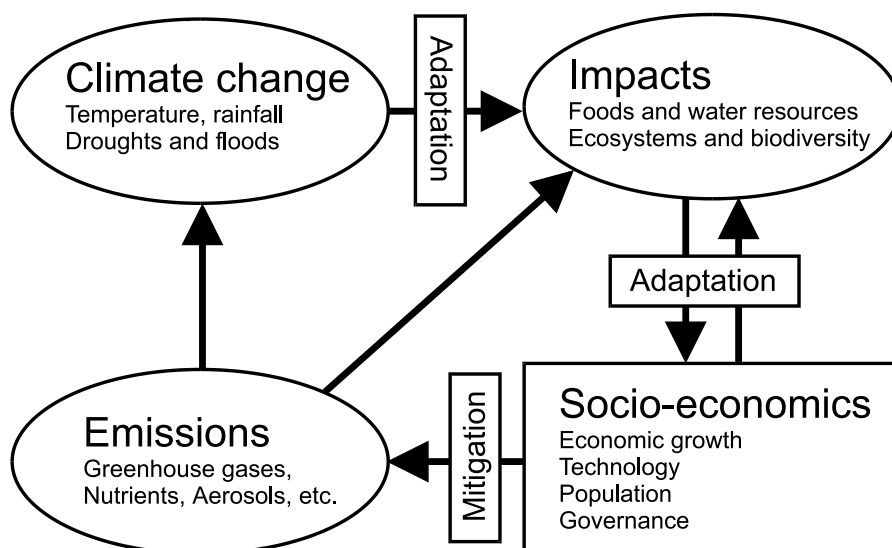 Climate change
Temperature, rainfall
Droughts and floods
Adaptation
Impacts
Foods and water resources
Ecosystems and biodiversity
Adaptation
Emissions
Greenhouse gases,
Nutrients, Aerosols, etc.
Mitigation
Socio-economics
Economic growth
Technology
Population
Governance